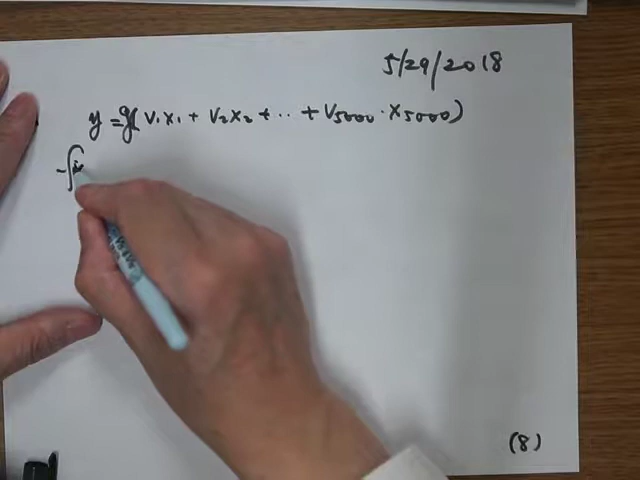 5/29/2018
y = g( v₁x₁ + v₂x₂ + ‥ + v₅₀₀₀ · x₅₀₀₀)
(8)